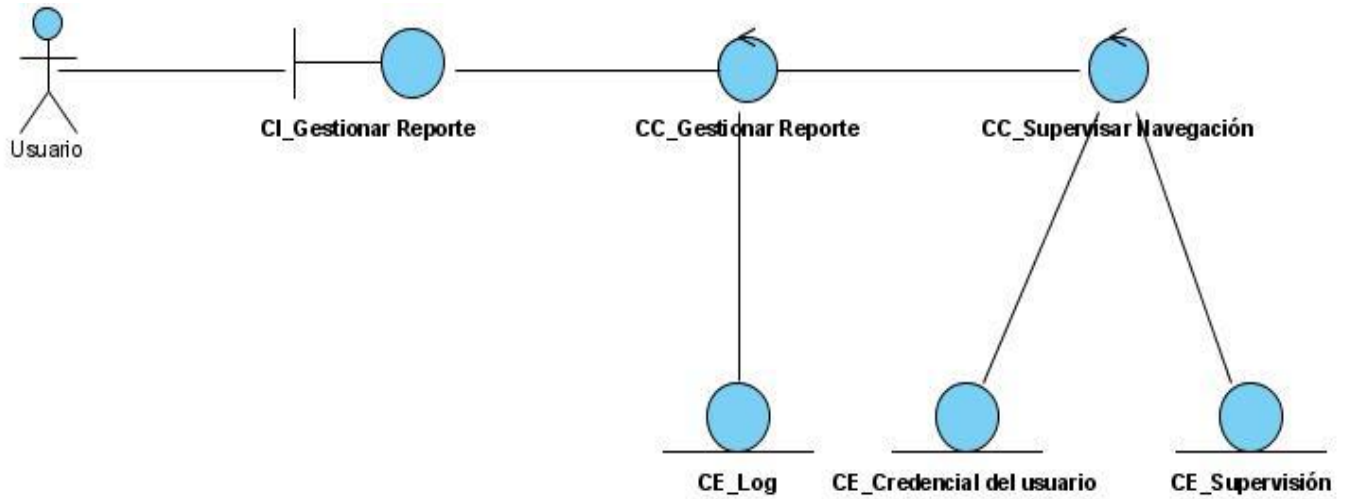 Usuario
CI_Gestionar Reporte
CC_Gestionar Reporte
CC_Supervisar Navegación
CE_Log
CE_Credencial del usuario
CE_Supervisión